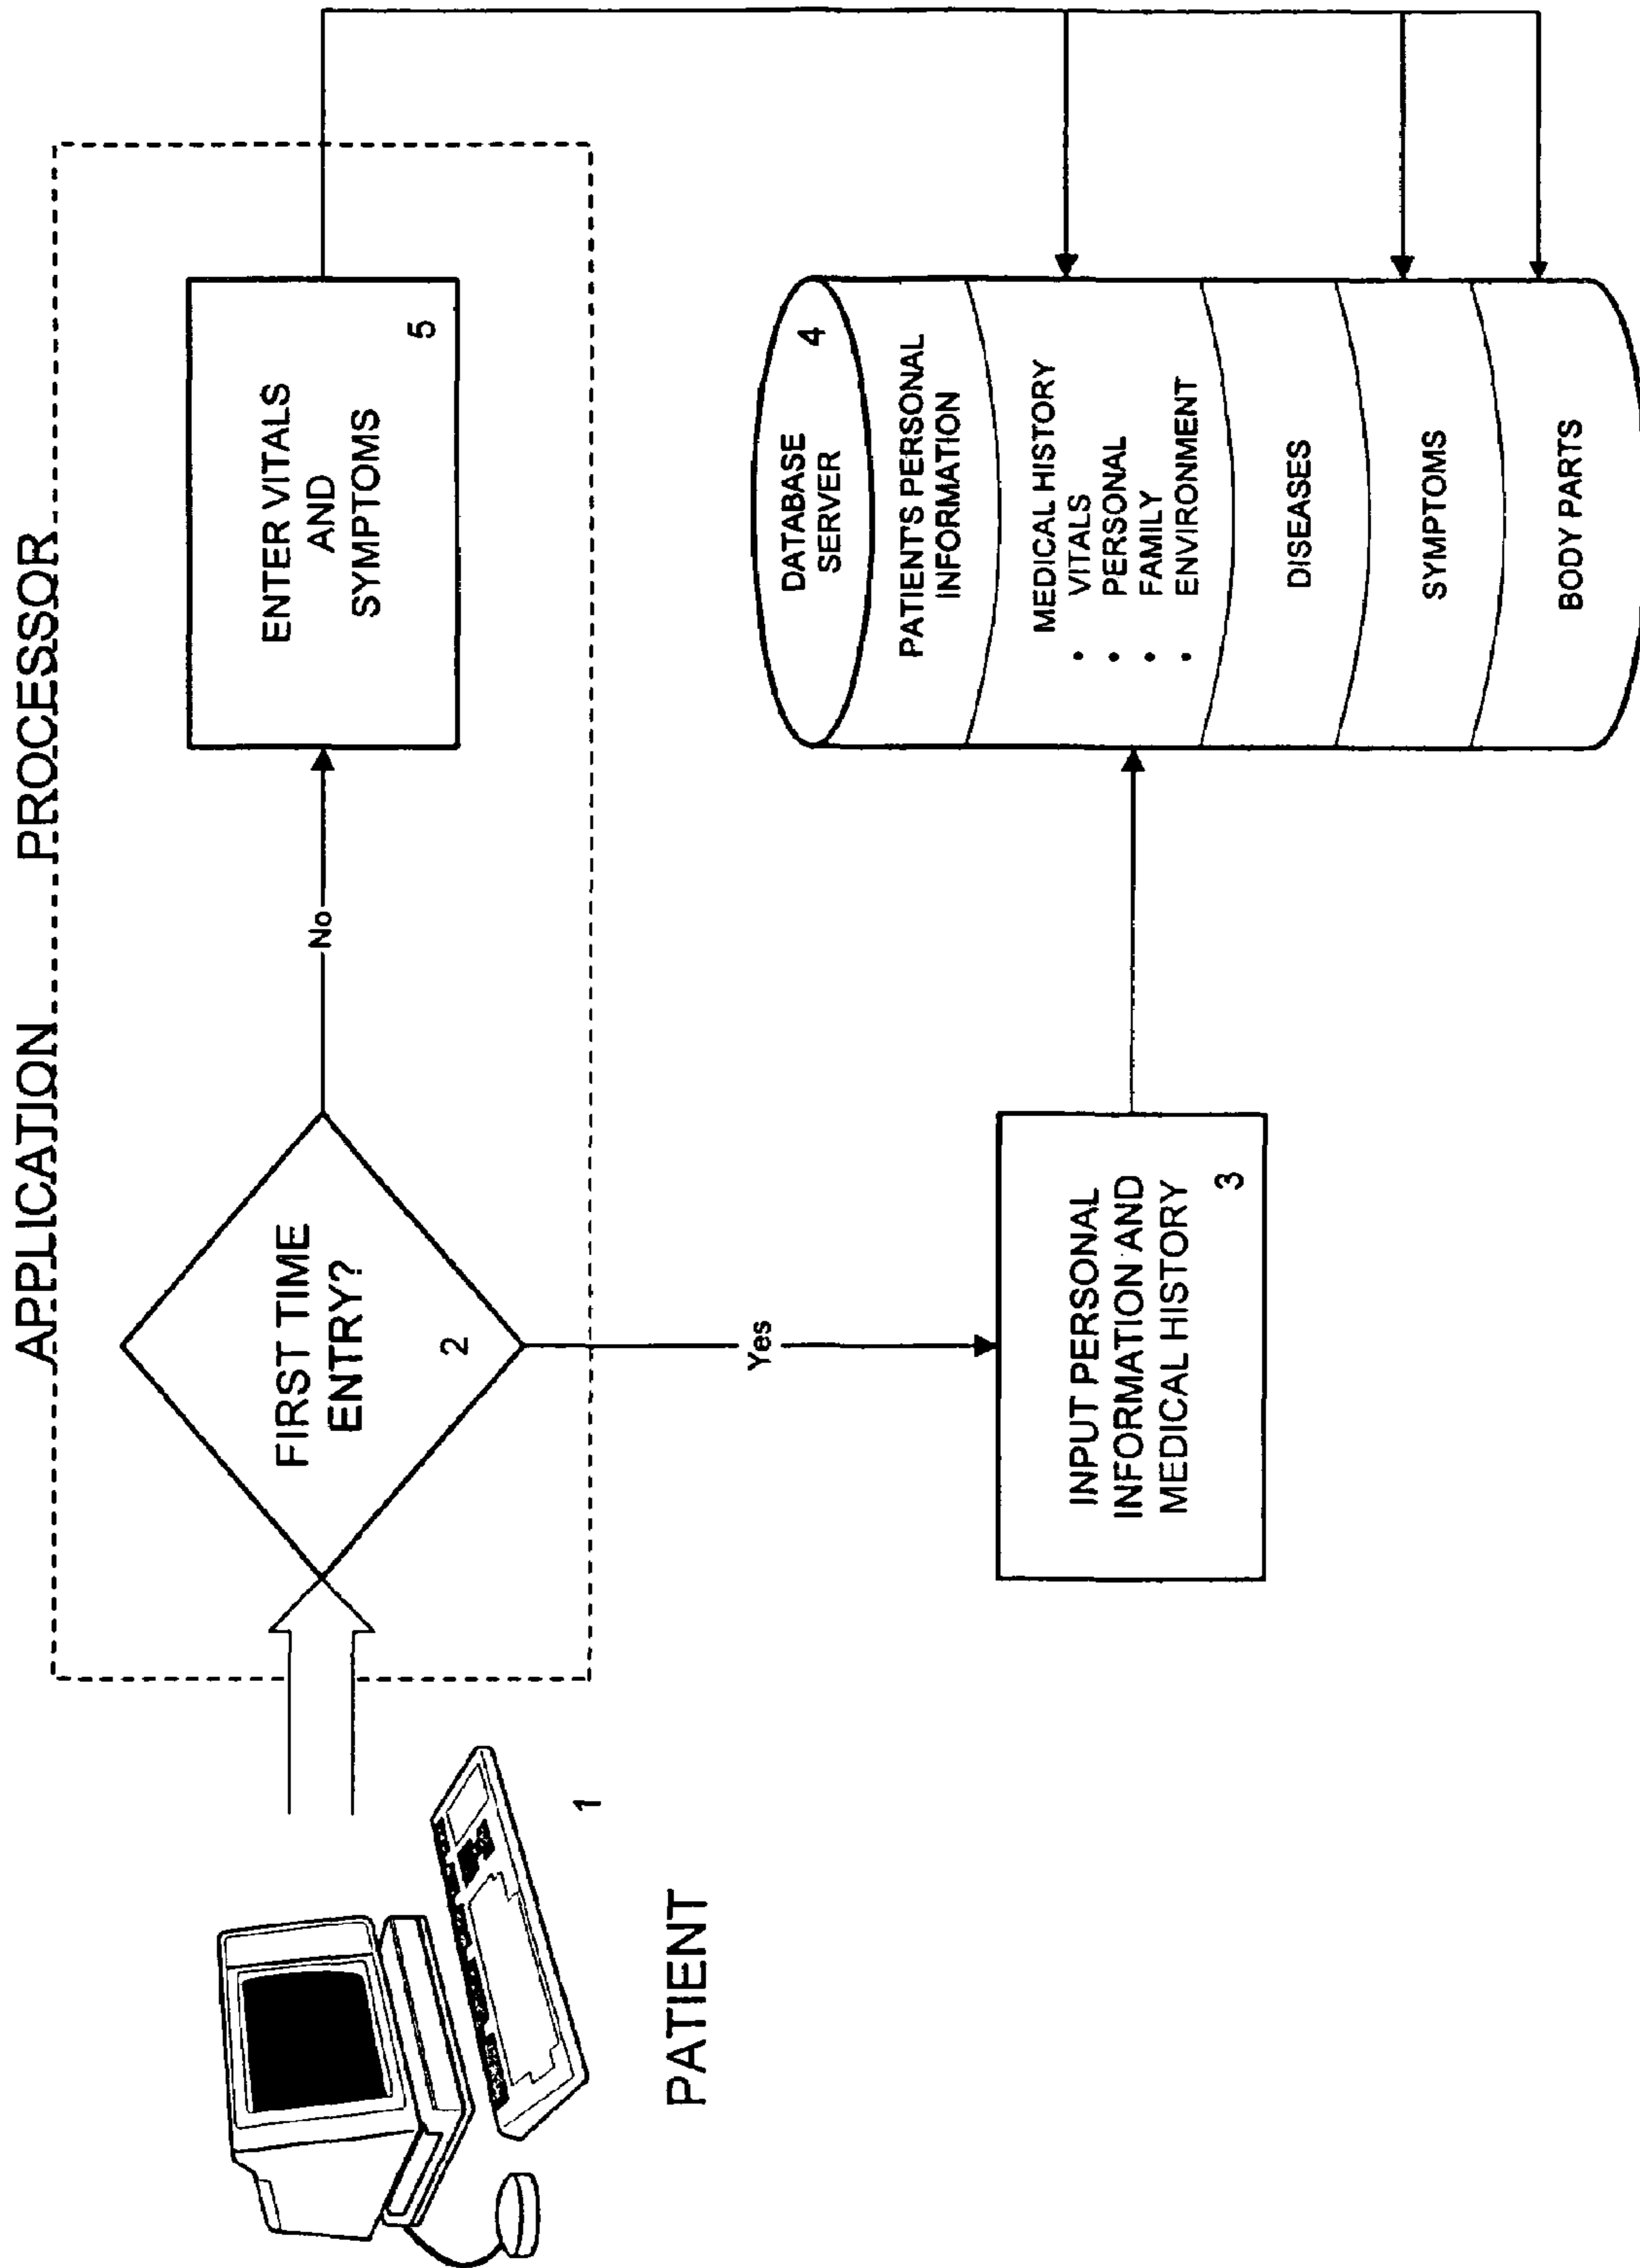 APPLICATION PROCESSOR
FIRST TIME
ENTRY?
2
No
ENTER VITALS
AND
SYMPTOMS
5
1
PATIENT
Yes
INPUT PERSONAL
INFORMATION AND
MEDICAL HISTORY
3
DATABASE
SERVER
4
PATIENT'S PERSONAL
INFORMATION
MEDICAL HISTORY
• VITALS
• PERSONAL
• FAMILY
• ENVIRONMENT
DISEASES
SYMPTOMS
BODY PARTS